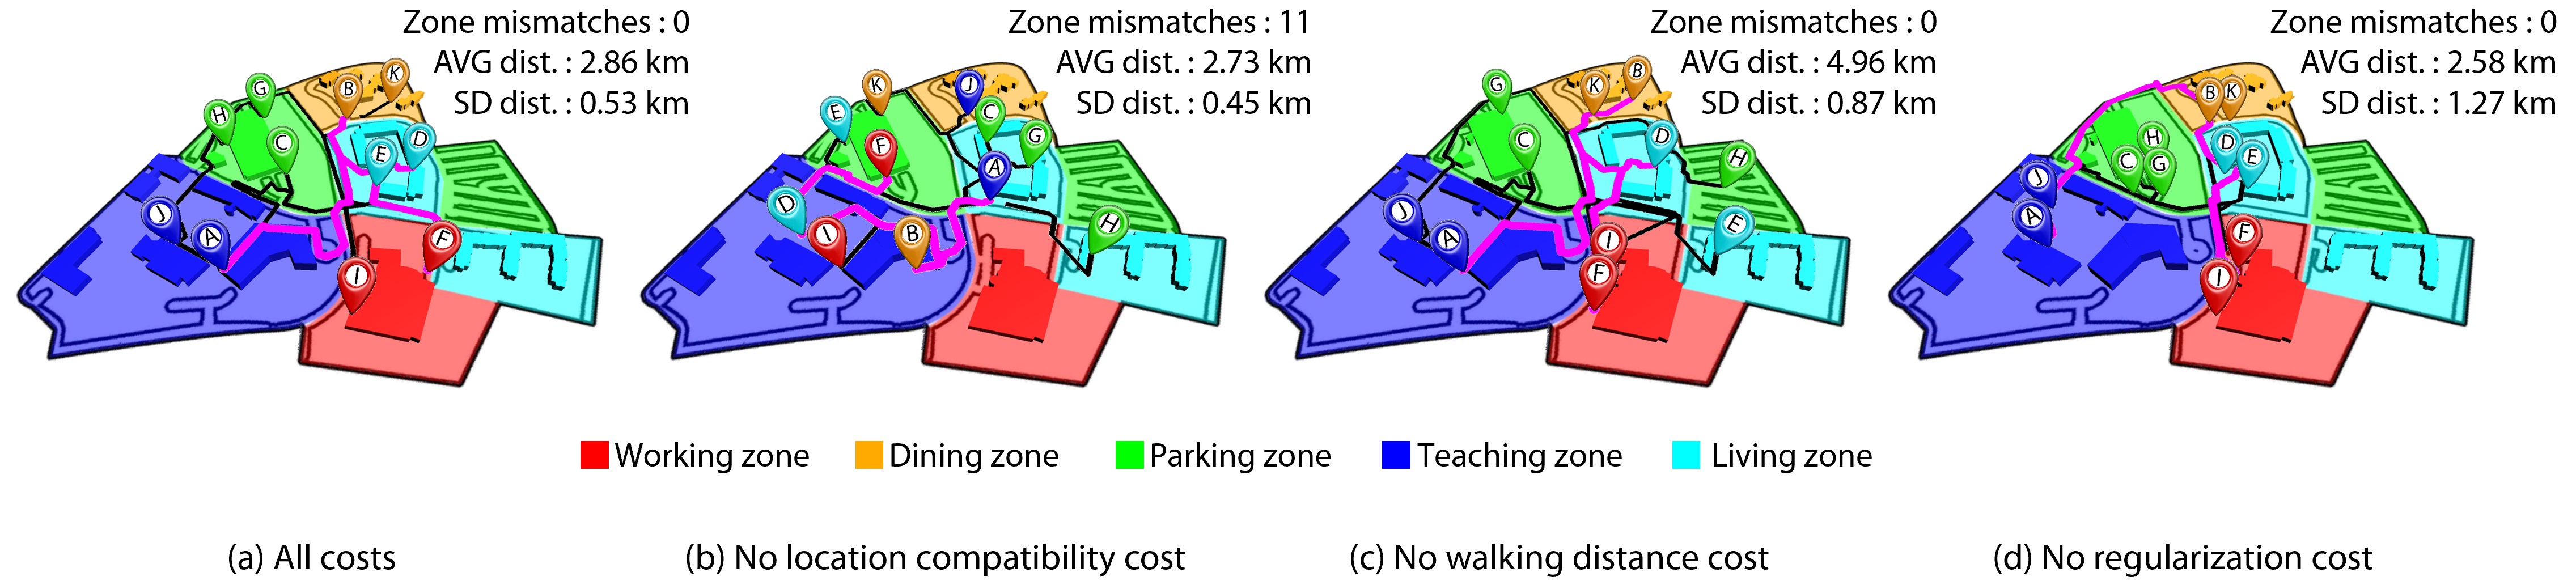 Zone mismatches : 0
AVG dist. : 2.86 km
SD dist. : 0.53 km
G
H
C
B
K
D
E
J
A
F
I
Zone mismatches : 11
AVG dist. : 2.73 km
SD dist. : 0.45 km
K
E
F
J
C
G
A
D
I
B
H
Zone mismatches : 0
AVG dist. : 4.96 km
SD dist. : 0.87 km
G
C
K
B
D
H
J
A
I
F
E
Zone mismatches : 0
AVG dist. : 2.58 km
SD dist. : 1.27 km
B
K
H
C
G
D
E
J
A
F
I
Working zone
Dining zone
Parking zone
Teaching zone
Living zone
(a) All costs
(b) No location compatibility cost
(c) No walking distance cost
(d) No regularization cost